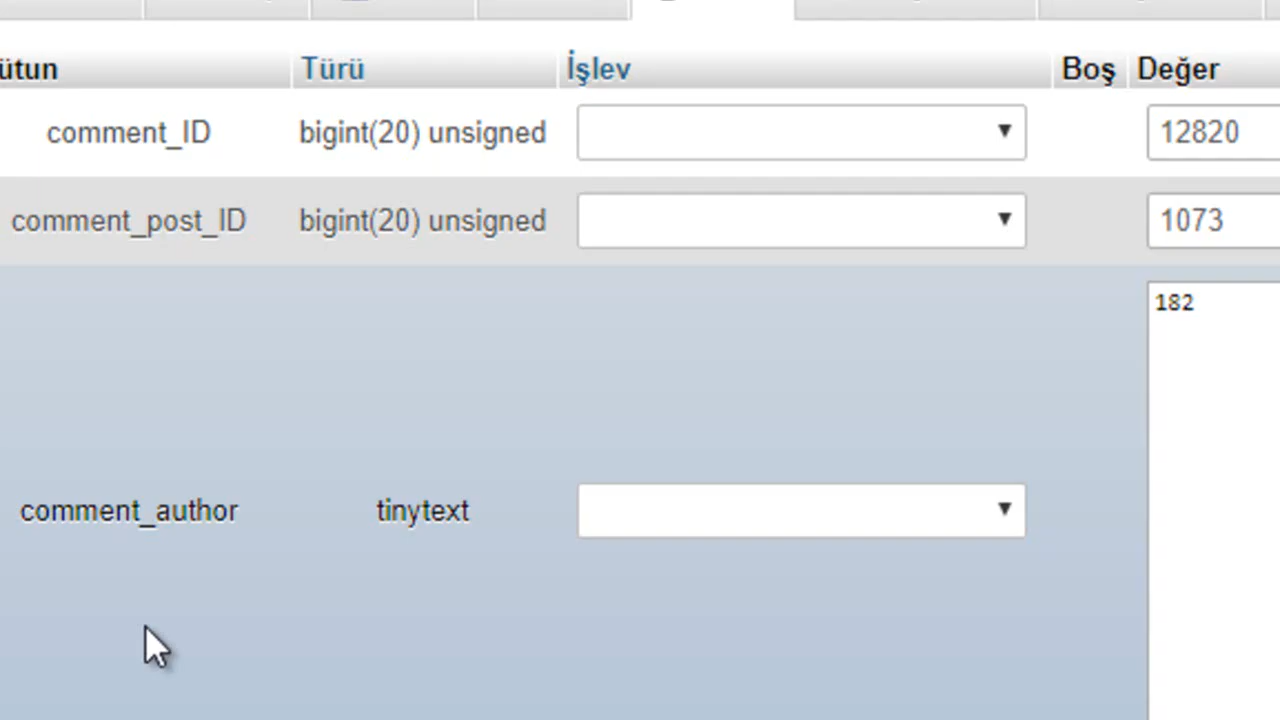 ütun Türü İşlev Boş Değer
comment_ID bigint(20) unsigned 12820
comment_post_ID bigint(20) unsigned 1073
182
comment_author tinytext